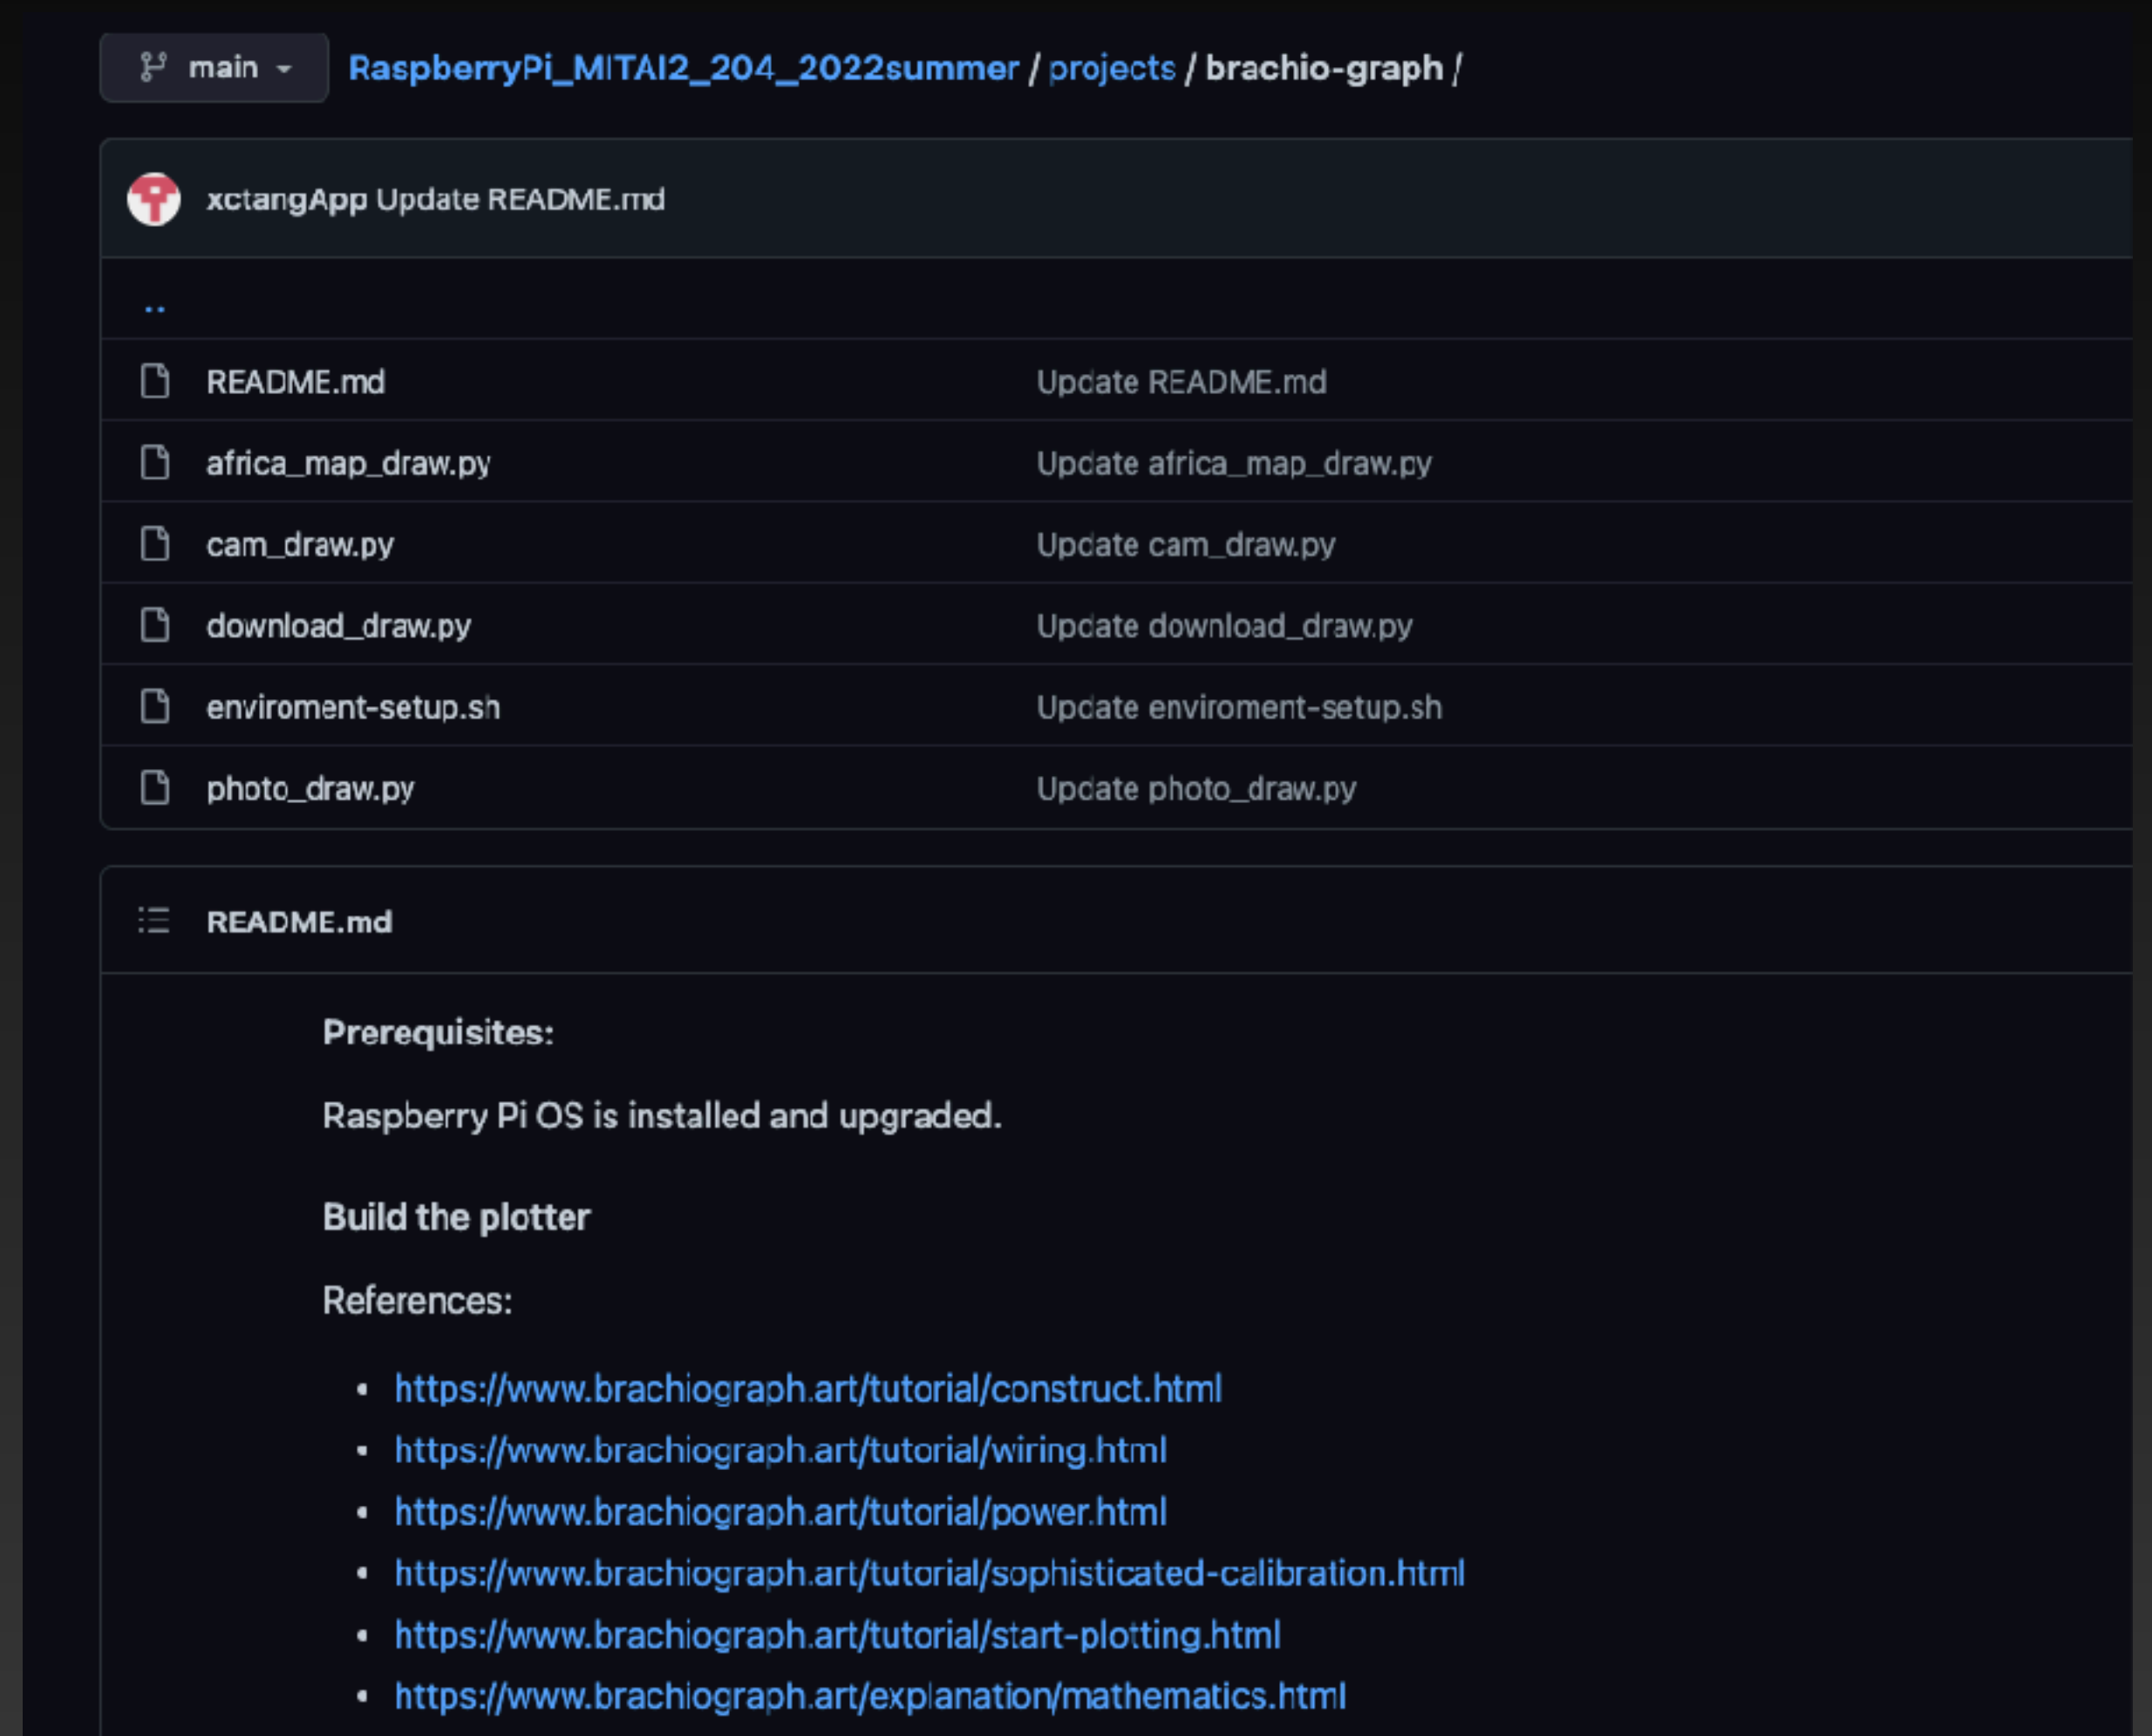 main RaspberryPi_MITAI2_204_2022summer / projects / brachio-graph /
xctangApp Update README.md
..
README.md Update README.md
africa_map_draw.py Update africa_map_draw.py
cam_draw.py Update cam_draw.py
download_draw.py Update download_draw.py
enviroment-setup.sh Update enviroment-setup.sh
photo_draw.py Update photo_draw.py
README.md
Prerequisites:
Raspberry Pi OS is installed and upgraded.
Build the plotter
References:
• https://www.brachiograph.art/tutorial/construct.html
• https://www.brachiograph.art/tutorial/wiring.html
• https://www.brachiograph.art/tutorial/power.html
• https://www.brachiograph.art/tutorial/sophisticated-calibration.html
• https://www.brachiograph.art/tutorial/start-plotting.html
• https://www.brachiograph.art/explanation/mathematics.html